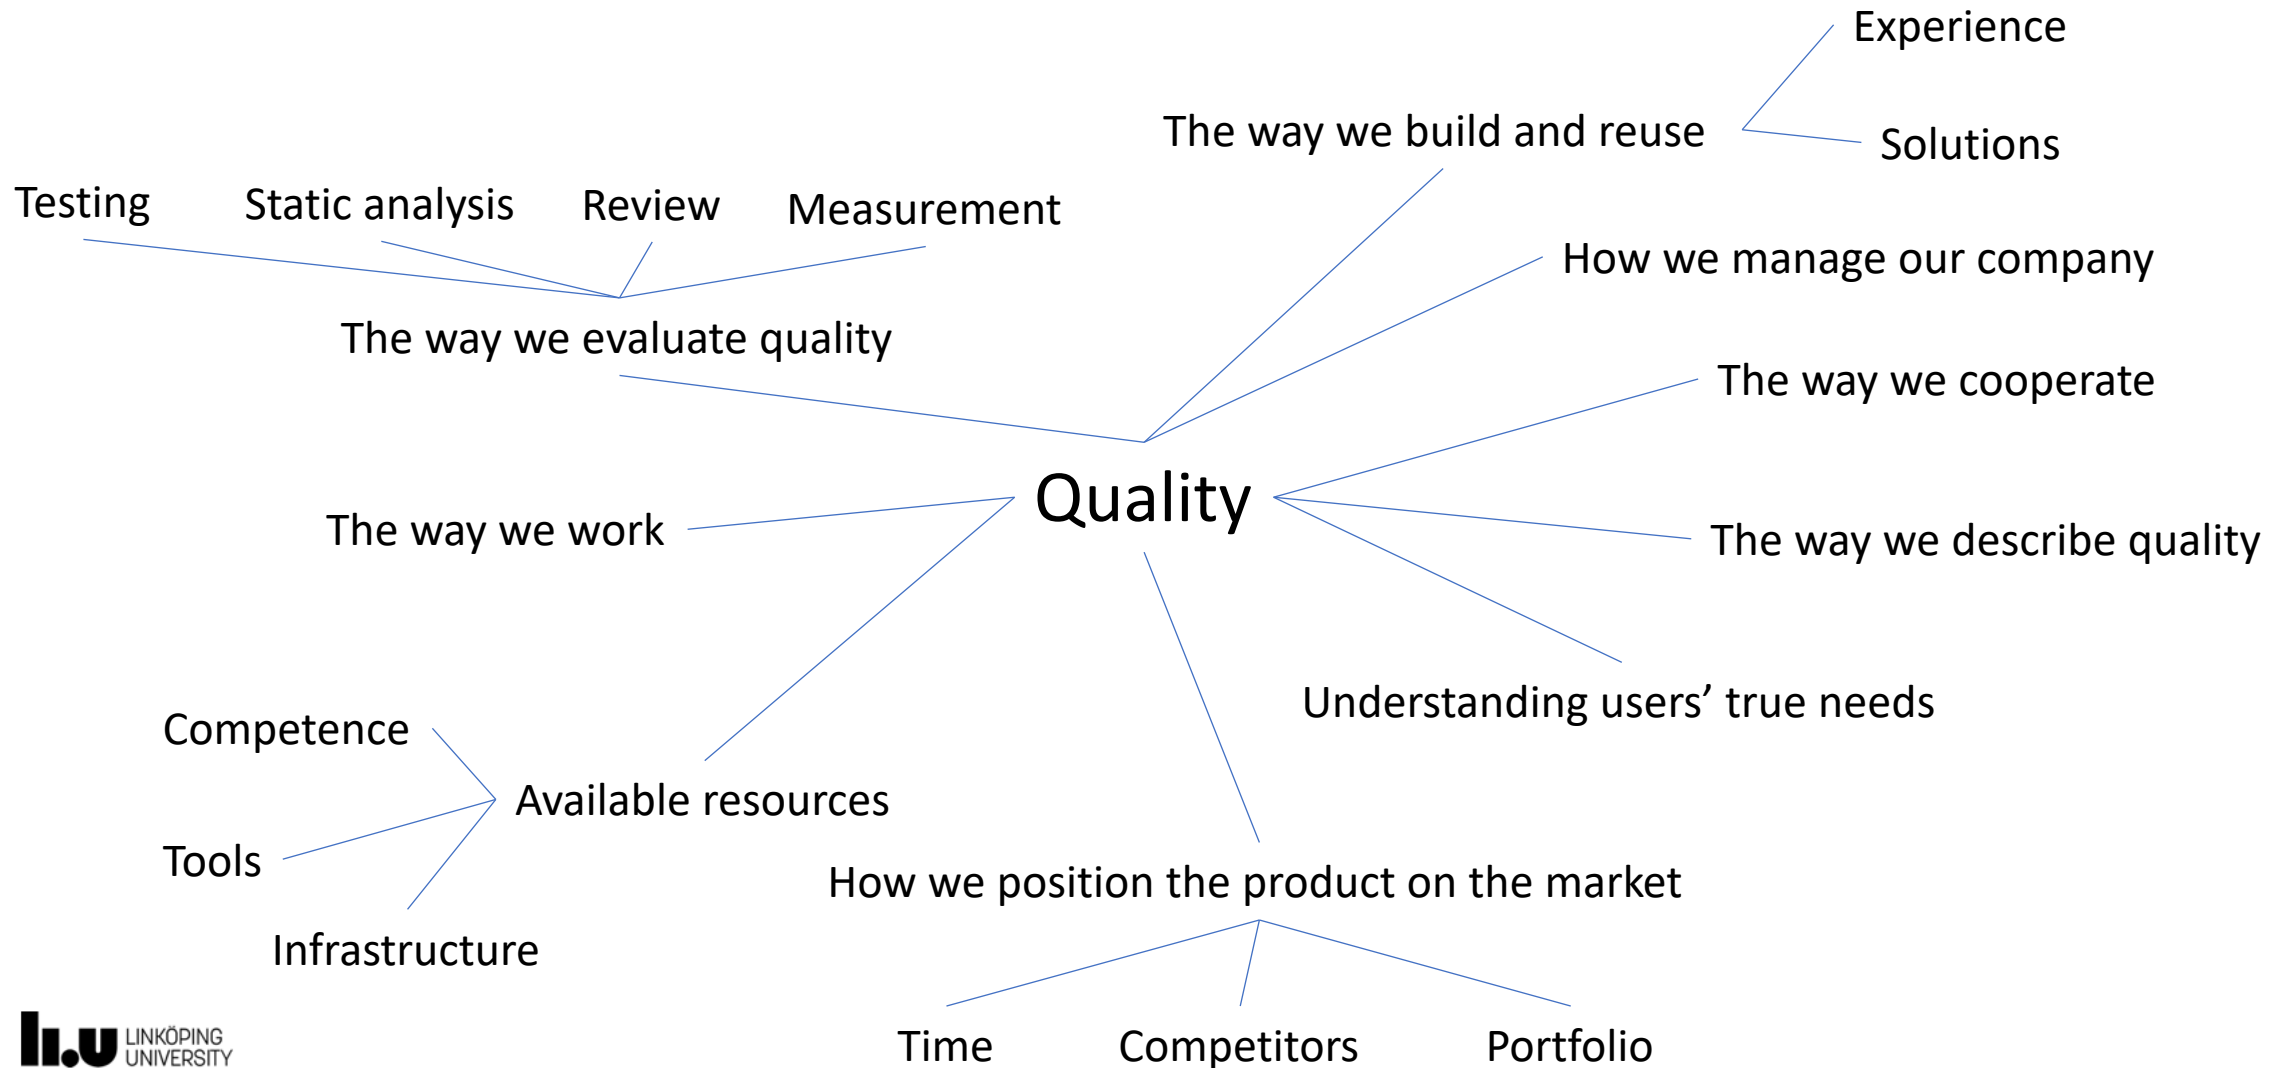 Experience
The way we build and reuse
Solutions
Testing
Static analysis
Review
Measurement
How we manage our company
The way we evaluate quality
The way we cooperate
Quality
The way we work
The way we describe quality
Understanding users’ true needs
Competence
Available resources
Tools
How we position the product on the market
Infrastructure
Time
Competitors
Portfolio
li.u LINKÖPING
UNIVERSITY